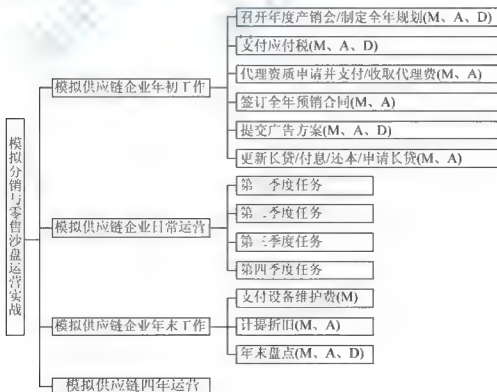 模拟分销与零售沙盘运营实战
模拟供应链企业年初工作
召开年度产销会/制定全年规划(M、A、D)
支付应付税(M、A、D)
代理资质申请并支付/收取代理费(M、A)
签订全年预销合同(M、A)
提交广告方案(M、A、D)
更新长贷/付息/还本/申请长贷(M、A)
模拟供应链企业日常运营
第 季度任务
第 季度任务
第三季度任务
第四季度任务
模拟供应链企业年末工作
支付设备维护费(M)
计提折旧(M、A)
年末盘点(M、A、D)
模拟供应链四年运营